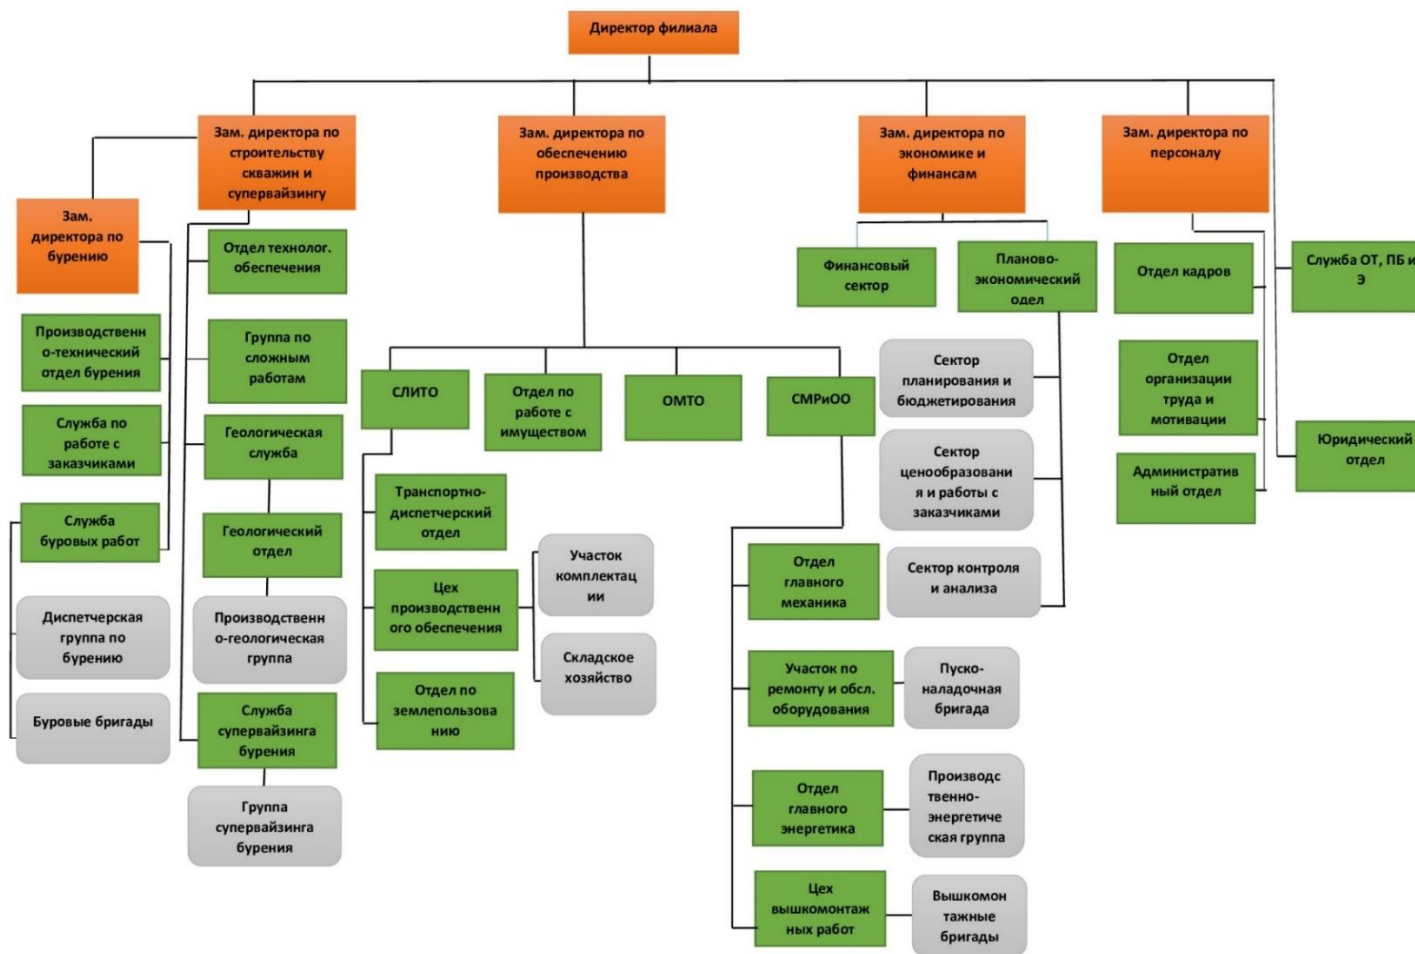 Директор филиала
Зам. директора по
строительству
скважин и
супервайзингу
Зам. директора по
обеспечению
производства
Зам. директора по
экономике и
финансам
Зам. директора по
персоналу
Зам.
директора по
бурению
Производственн
о-технический
отдел бурения
Служба по
работе с
заказчиками
Служба
буровых работ
Диспетчерская
группа по
бурению
Буровые бригады
Отдел технолог.
обеспечения
Группа по
сложным
работам
Геологическая
служба
Геологический
отдел
Производственн
о-геологическая
группа
Служба
супервайзинга
бурения
Группа
супервайзинга
бурения
СЛИТО
Отдел по
работе с
имуществом
ОМТО
СМРиОО
Транспортно-
диспетчерский
отдел
Цех
производственн
ого обеспечения
Отдел по
землепользова
нию
Участок
комплектац
ии
Складское
хозяйство
Отдел
главного
механика
Участок по
ремонту и обсл.
оборудования
Пуско-
наладочная
бригада
Отдел
главного
энергетика
Производс
твенно-
энергетиче
ская группа
Цех
вышкомонтаж
ных работ
Вышкомон
тажные
бригады
Финансовый
сектор
Планово-
экономический
одел
Сектор
планирования и
бюджетирования
Сектор
ценообразовани
я и работы с
заказчиками
Сектор контроля
и анализа
Отдел кадров
Отдел
организации
труда и
мотивации
Административ
ный отдел
Служба ОТ, ПБ и
Э
Юридический
отдел